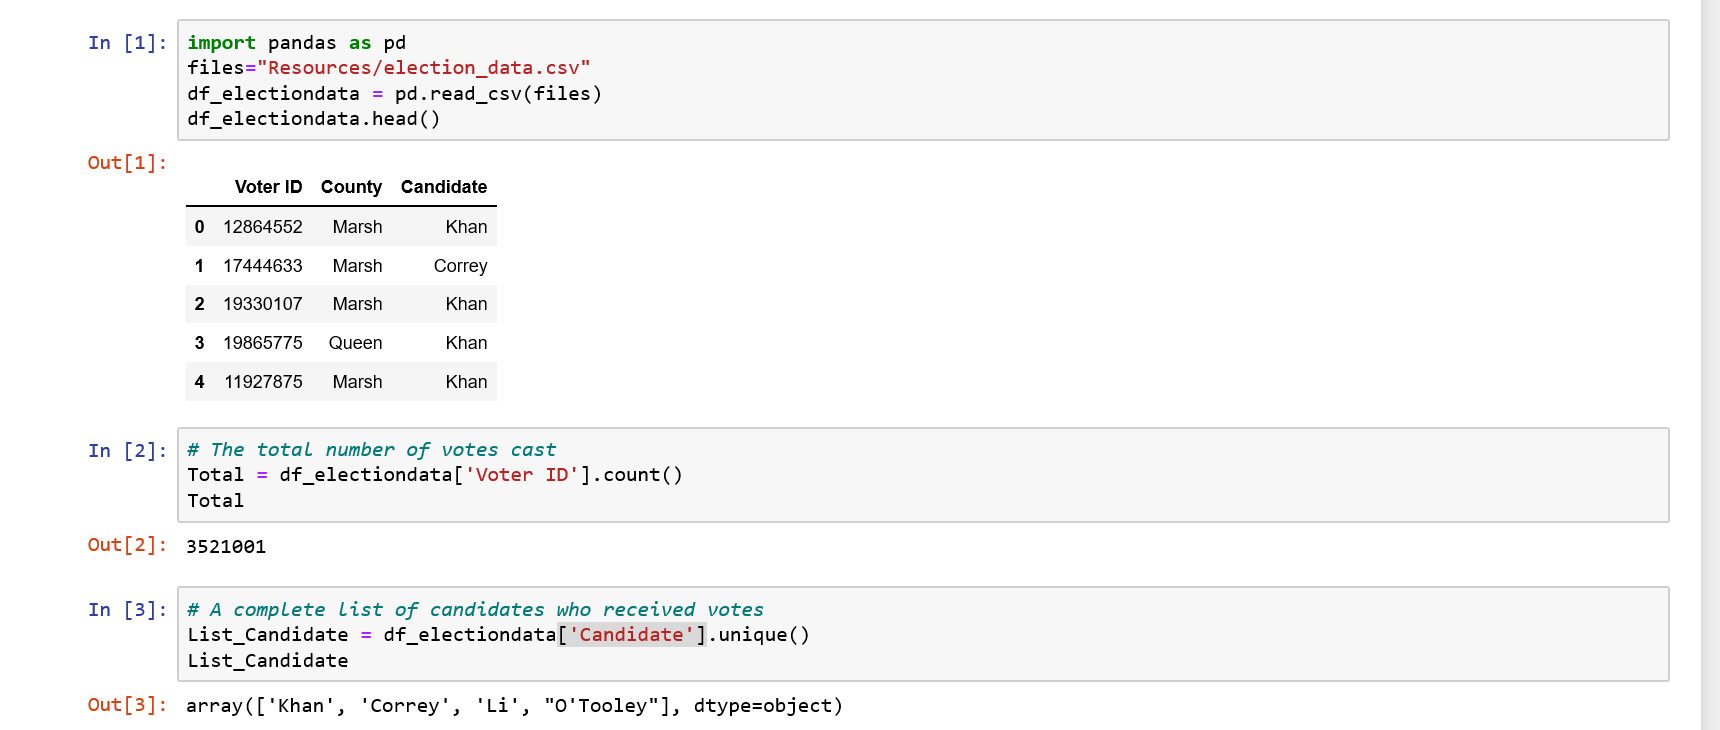 In [1]: import pandas as pd
files="Resources/election_data.csv"
df_electiondata = pd.read_csv(files)
df_electiondata.head()
Out[1]:
Voter ID County Candidate
0 12864552 Marsh Khan
1 17444633 Marsh Correy
2 19330107 Marsh Khan
3 19865775 Queen Khan
4 11927875 Marsh Khan
In [2]: # The total number of votes cast
Total = df_electiondata['Voter ID'].count()
Total
Out[2]: 3521001
In [3]: # A complete list of candidates who received votes
List_Candidate = df_electiondata['Candidate'].unique()
List_Candidate
Out[3]: array(['Khan', 'Correy', 'Li', "O'Tooley"], dtype=object)